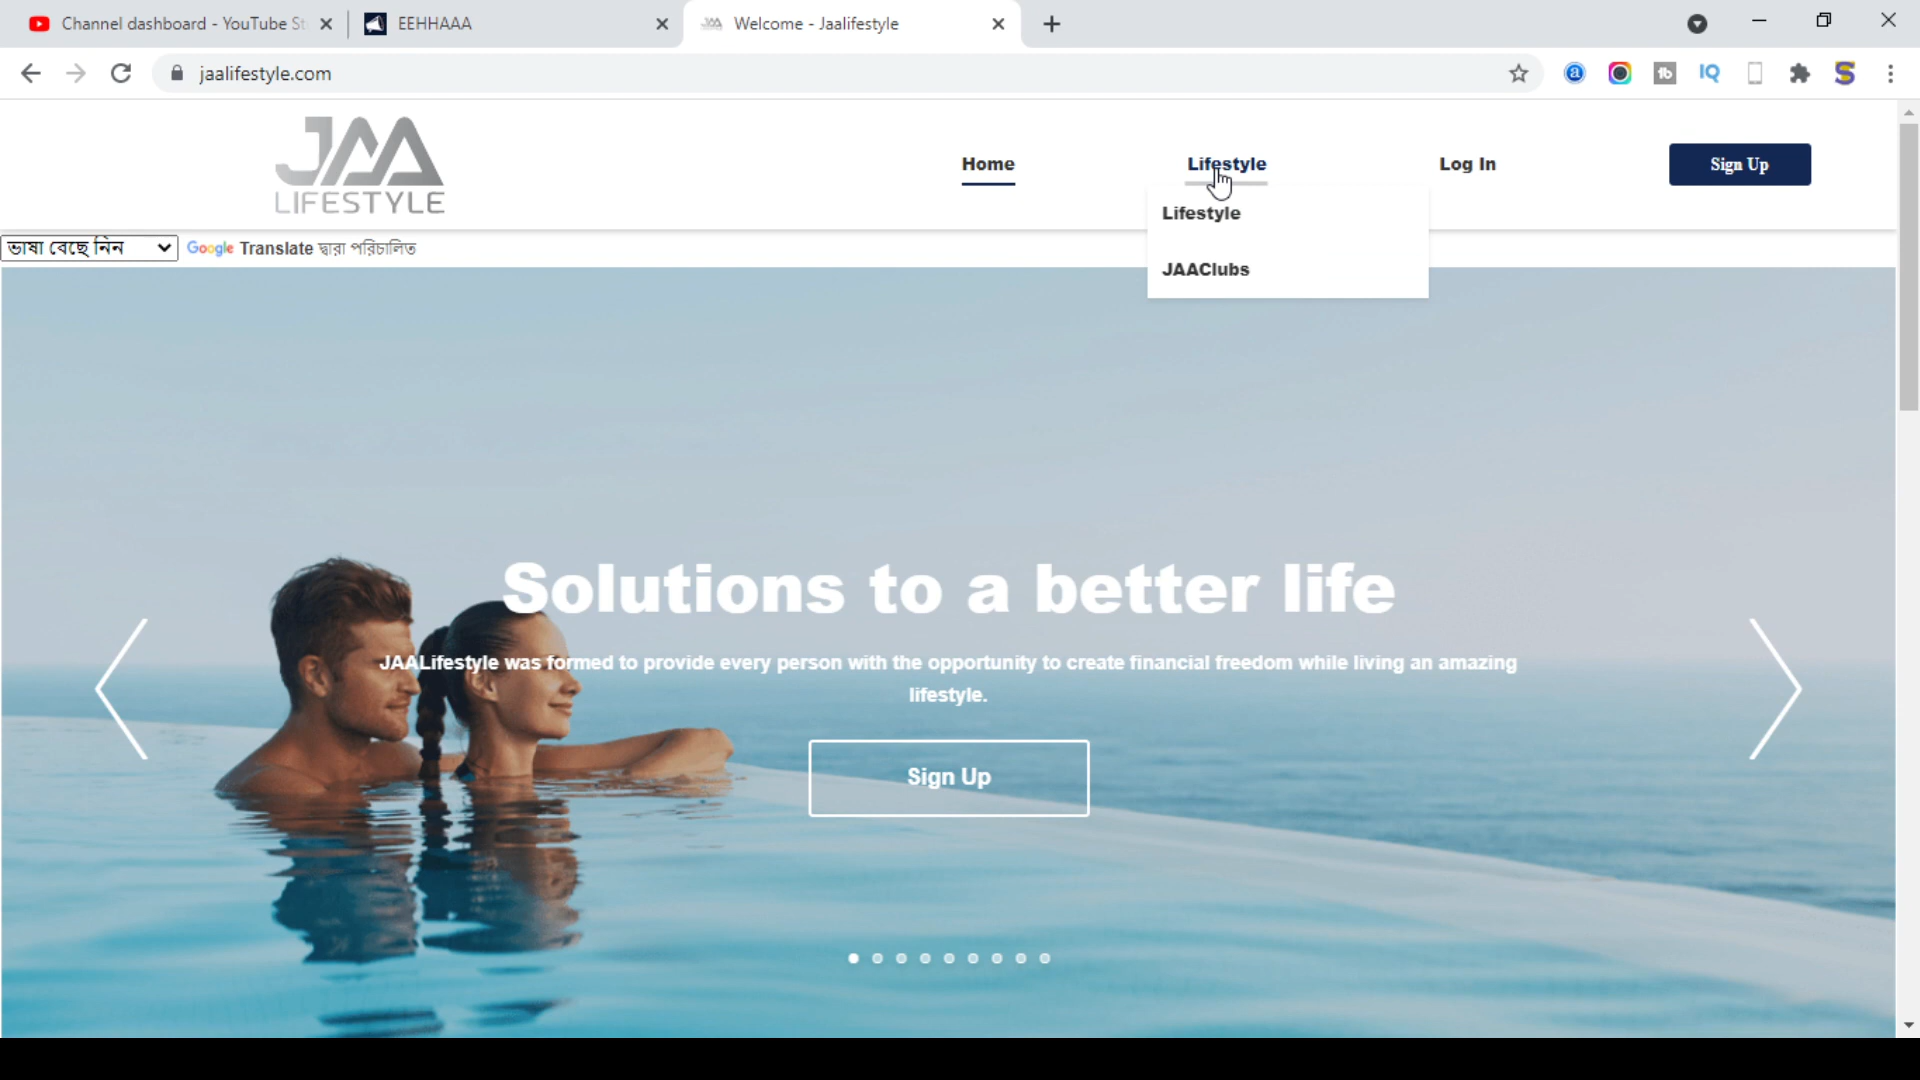 Channel dashboard - YouTube St
EEHHAAA
Welcome - Jaalifestyle
jaalifestyle.com
JAA
LIFESTYLE
Home
Lifestyle
Log In
Sign Up
Lifestyle
JAAClubs
ভাষা বেছে নিন
Google Translate দ্বারা পরিচালিত
Solutions to a better life
JAALifestyle was formed to provide every person with the opportunity to create financial freedom while living an amazing
lifestyle.
Sign Up